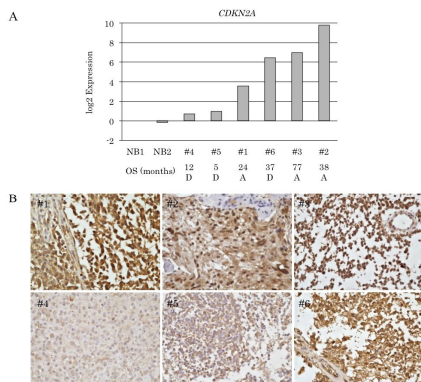 A
CDKN2A
log2 Expression
10
8
6
4
2
0
-2
NB1 NB2 #4 #5 #1 #6 #3 #2
OS (months) 12 5 24 37 77 38
D D A D A A
B
#1 #2 #3
#4 #5 #6